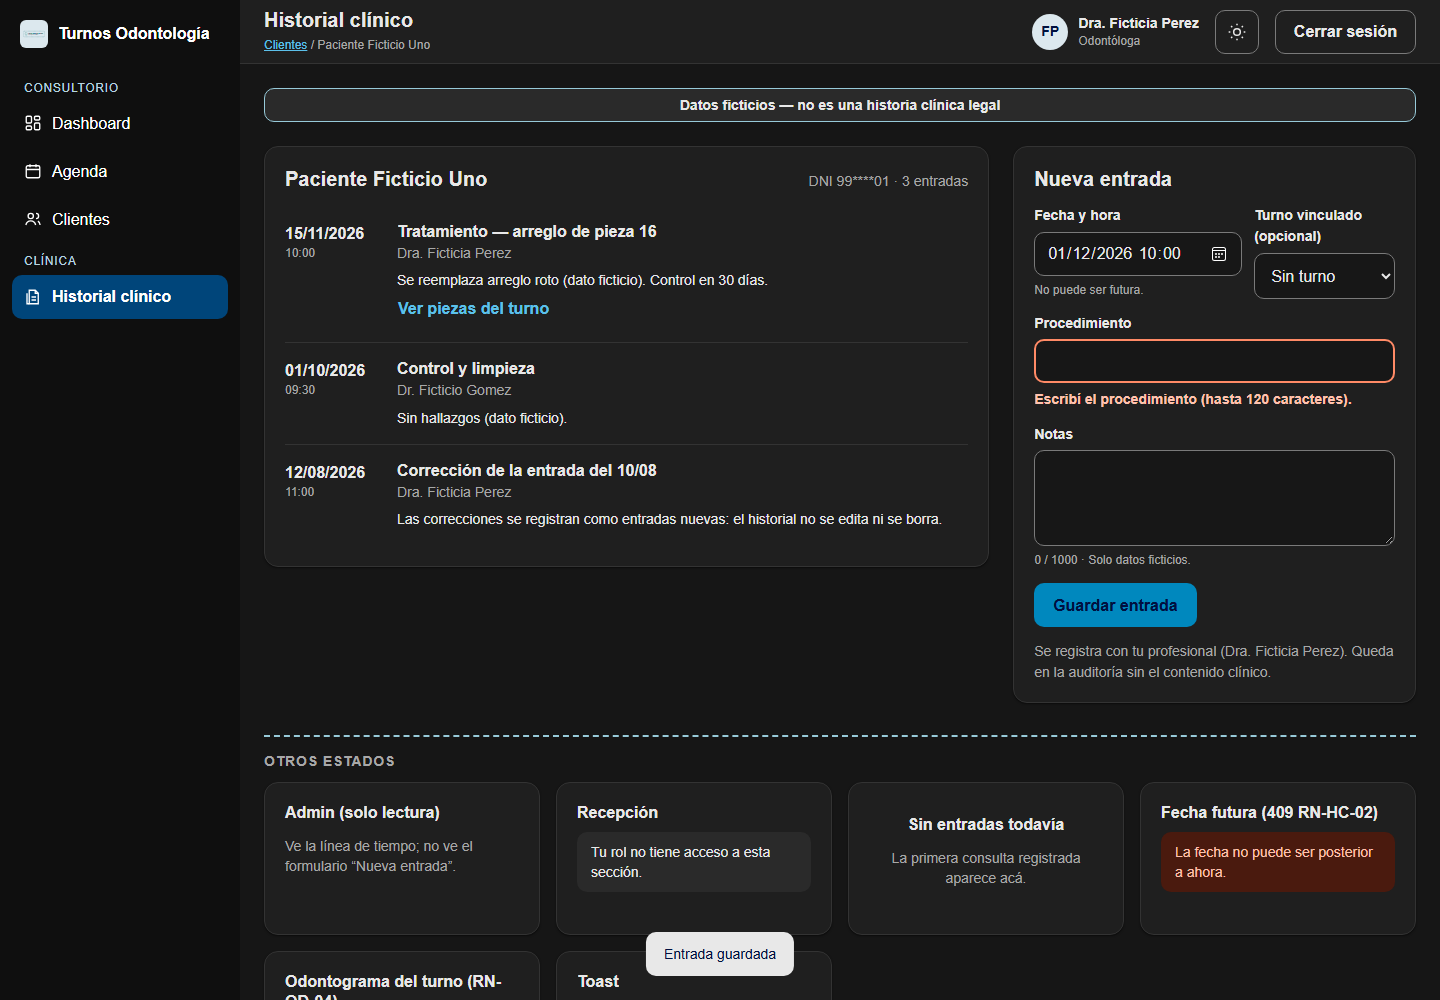 Turnos Odontología
CONSULTORIO
Dashboard
Agenda
Clientes
CLÍNICA
Historial clínico
Historial clínico
Clientes / Paciente Ficticio Uno
FP
Dra. Ficticia Perez
Odontóloga
Cerrar sesión
Datos ficticios — no es una historia clínica legal
Paciente Ficticio Uno
DNI 99****01 · 3 entradas
15/11/2026
10:00
Tratamiento — arreglo de pieza 16
Dra. Ficticia Perez
Se reemplaza arreglo roto (dato ficticio). Control en 30 días.
Ver piezas del turno
01/10/2026
09:30
Control y limpieza
Dr. Ficticio Gomez
Sin hallazgos (dato ficticio).
12/08/2026
11:00
Corrección de la entrada del 10/08
Dra. Ficticia Perez
Las correcciones se registran como entradas nuevas: el historial no se edita ni se borra.
Nueva entrada
Fecha y hora
01/12/2026 10:00
No puede ser futura.
Turno vinculado
(opcional)
Sin turno
Procedimiento
Escribí el procedimiento (hasta 120 caracteres).
Notas
0 / 1000 · Solo datos ficticios.
Guardar entrada
Se registra con tu profesional (Dra. Ficticia Perez). Queda
en la auditoría sin el contenido clínico.
OTROS ESTADOS
Admin (solo lectura)
Ve la línea de tiempo; no ve el
formulario “Nueva entrada”.
Recepción
Tu rol no tiene acceso a esta
sección.
Sin entradas todavía
La primera consulta registrada
aparece acá.
Fecha futura (409 RN-HC-02)
La fecha no puede ser posterior
a ahora.
Odontograma del turno (RN-
OD-04)
Toast
Entrada guardada